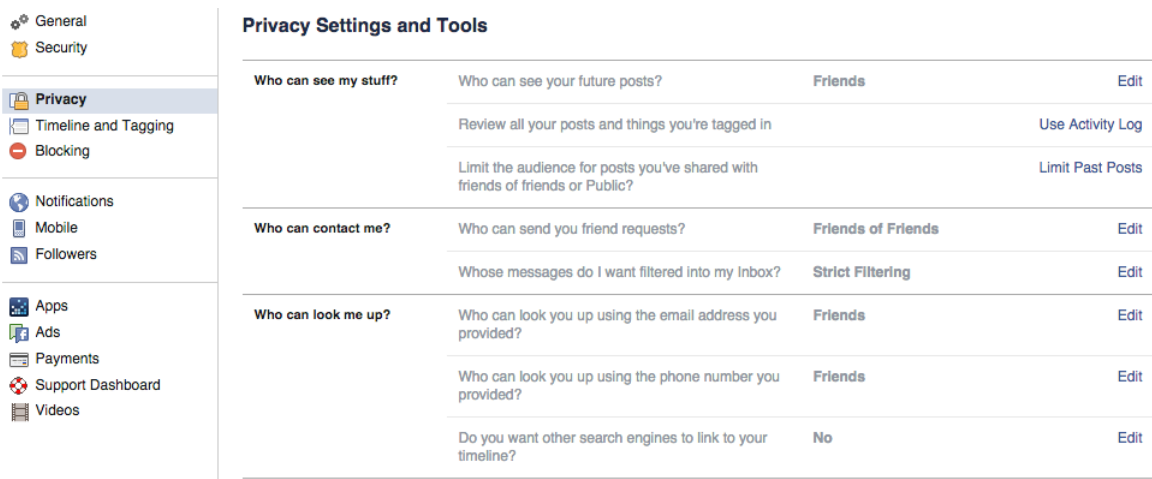 General
Security
Privacy
Timeline and Tagging
Blocking
Notifications
Mobile
Followers
Apps
Ads
Payments
Support Dashboard
Videos
Privacy Settings and Tools
Who can see my stuff?
Who can see your future posts? Friends Edit
Review all your posts and things you're tagged in Use Activity Log
Limit the audience for posts you've shared with Limit Past Posts
friends of friends or Public?
Who can contact me?
Who can send you friend requests? Friends of Friends Edit
Whose messages do I want filtered into my Inbox? Strict Filtering Edit
Who can look me up?
Who can look you up using the email address you Friends Edit
provided?
Who can look you up using the phone number you Friends Edit
provided?
Do you want other search engines to link to your No Edit
timeline?